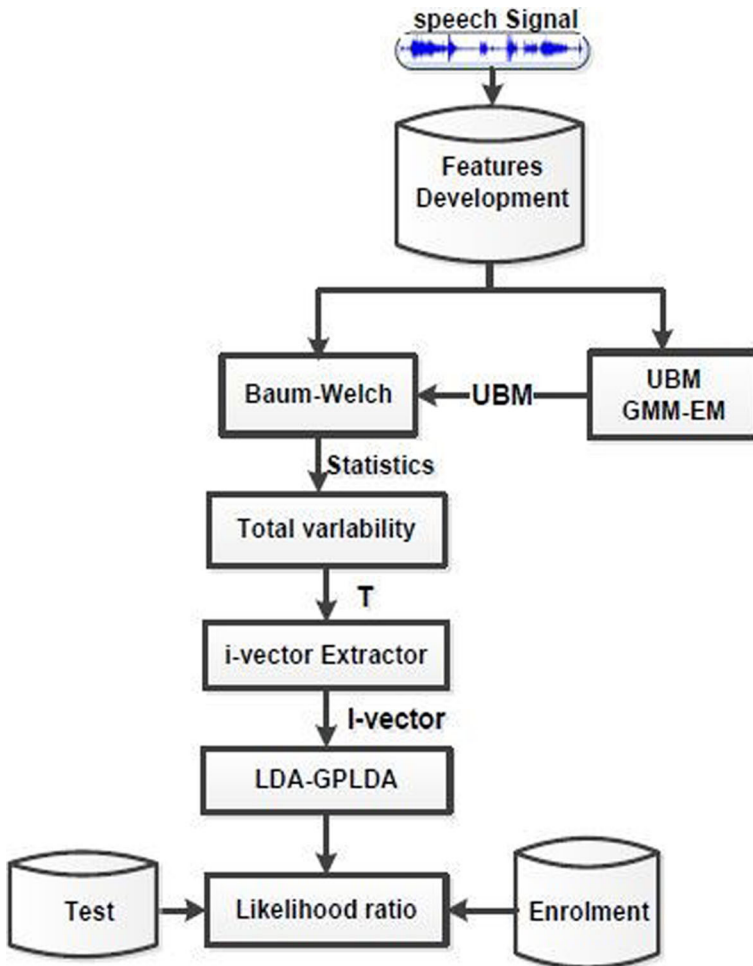 speech Signal
Features
Development
Baum-Welch
UBM
UBM
GMM-EM
Statistics
Total varlability
T
i-vector Extractor
I-vector
LDA-GPLDA
Test
Likelihood ratio
Enrolment